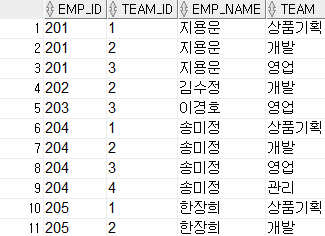 EMP_ID TEAM_ID EMP_NAME TEAM
1 201 1 지용운 상품기획
2 201 2 지용운 개발
3 201 3 지용운 영업
4 202 2 김수정 개발
5 203 3 이경호 영업
6 204 1 송미정 상품기획
7 204 2 송미정 개발
8 204 3 송미정 영업
9 204 4 송미정 관리
10 205 1 한장희 상품기획
11 205 2 한장희 개발